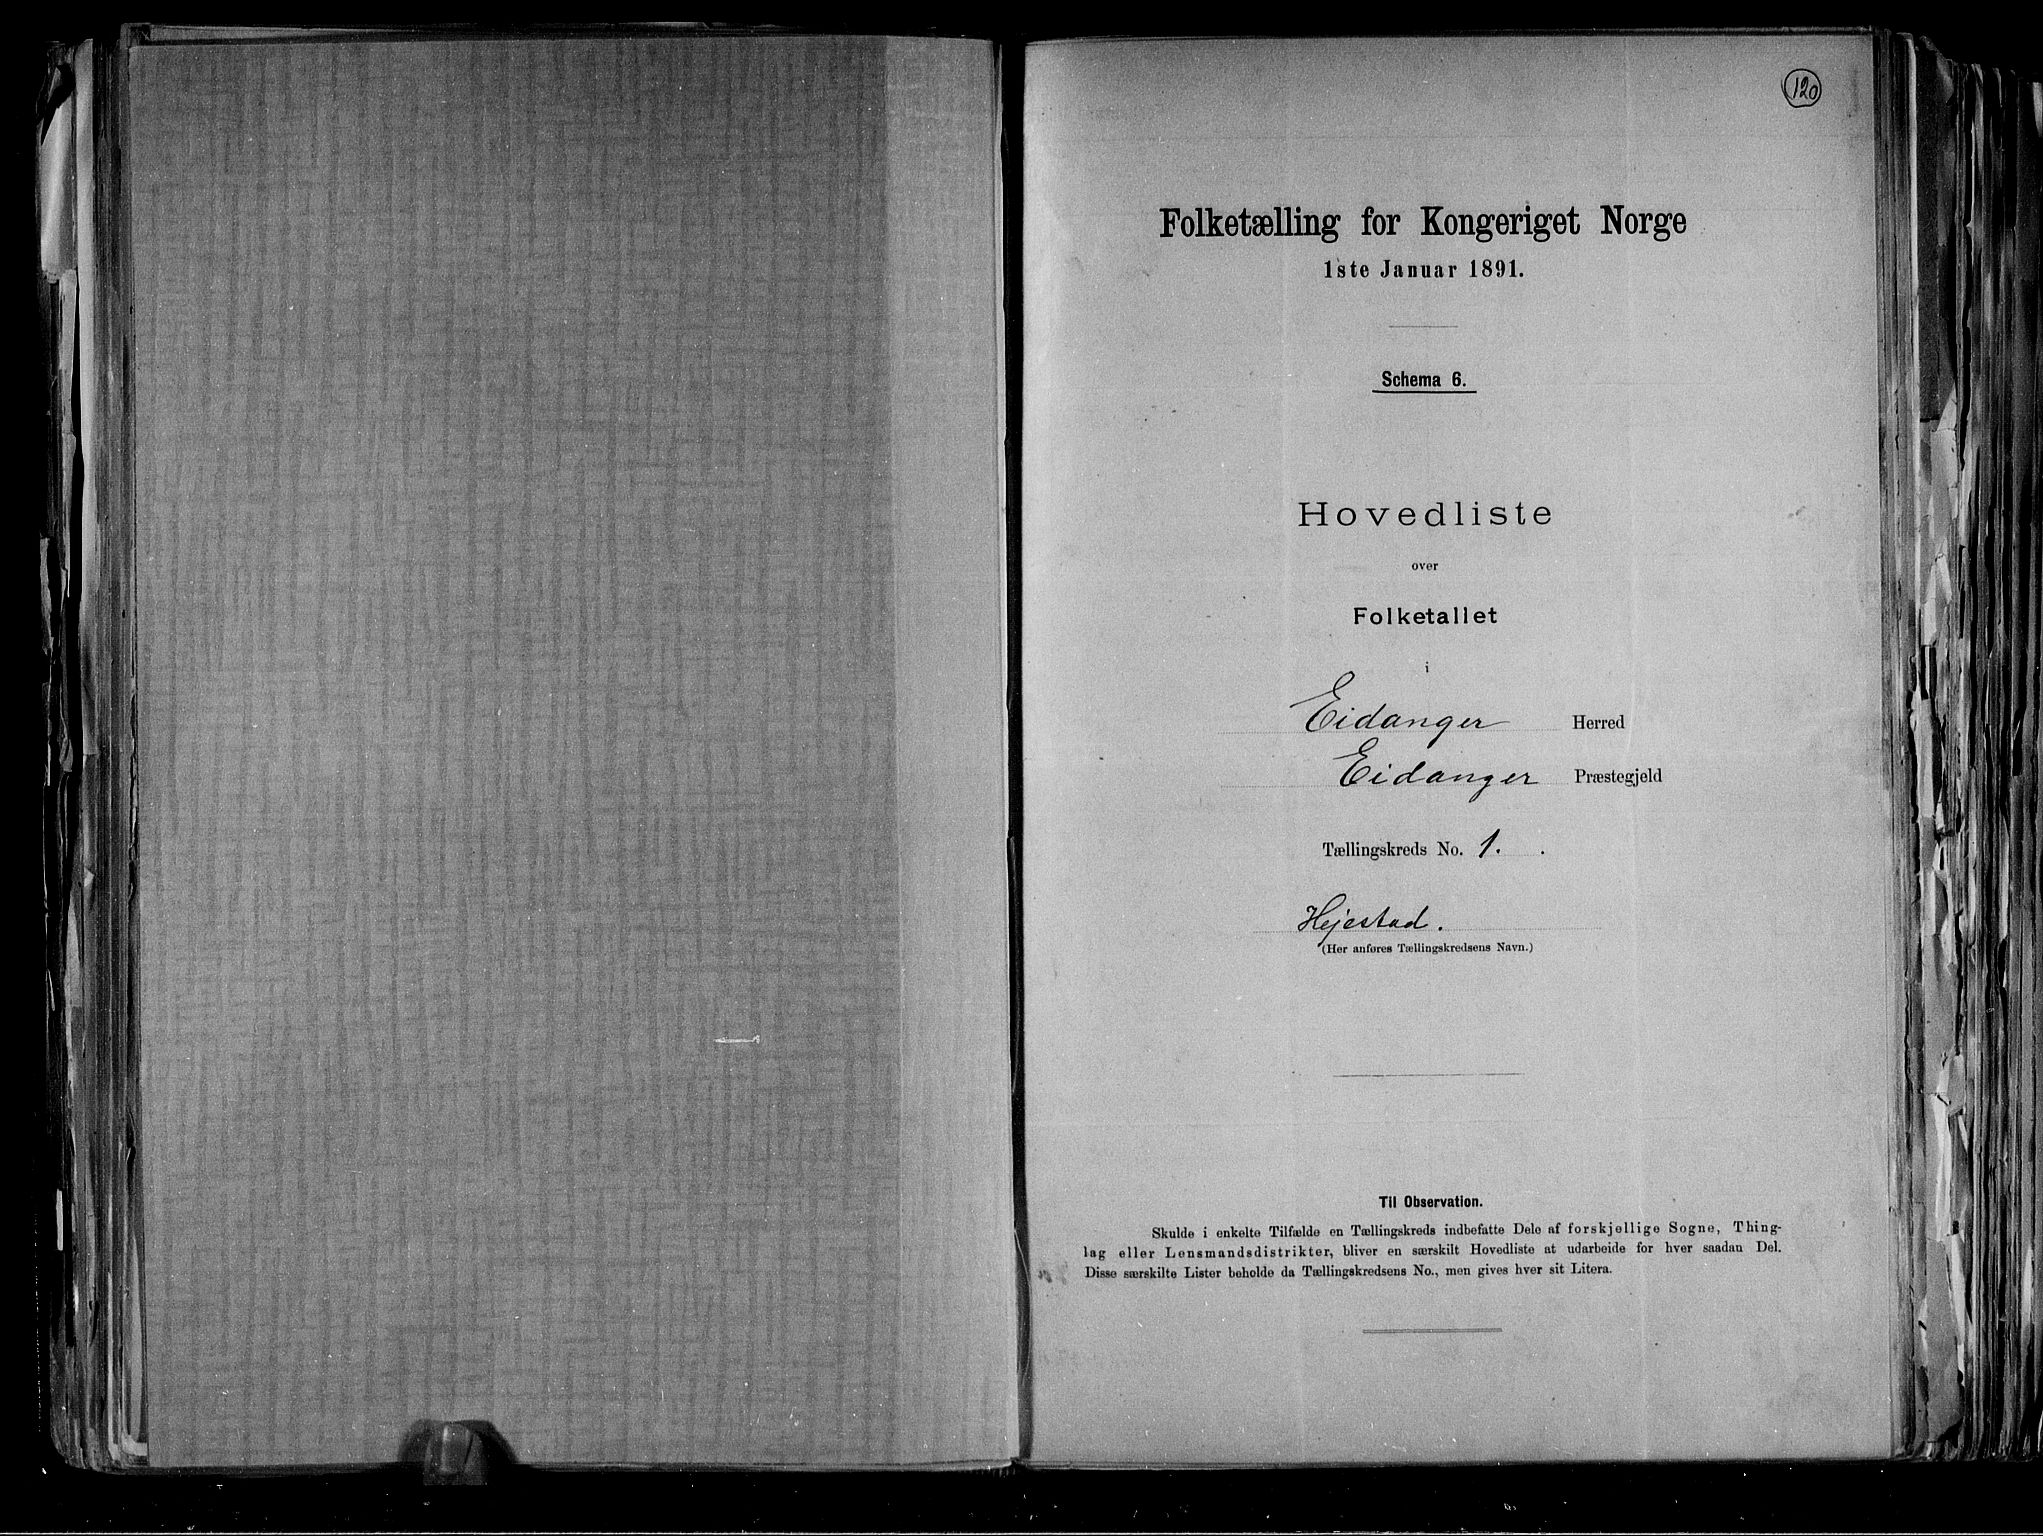 120
Folketælling for Kongeriget Norge
1ste Januar 1891.
Schema 6.
Hovedliste
over
Folketallet
i
Eidanger Herred
Eidanger Præstegjeld
Tællingskreds No. 1.
Hejestad.
(Her anføres Tællingskredsens Navn.)
Til Observation.
Skulde i enkelte Tilfælde en Tællingskreds indbefatte Dele af forskjellige Sogne, Thing-
lag eller Lensmandsdistrikter, bliver en særskilt Hovedliste at udarbeide for hver saadan Del.
Disse særskilte Lister beholde da Tællingskredsens No., men gives hver sit Litera.